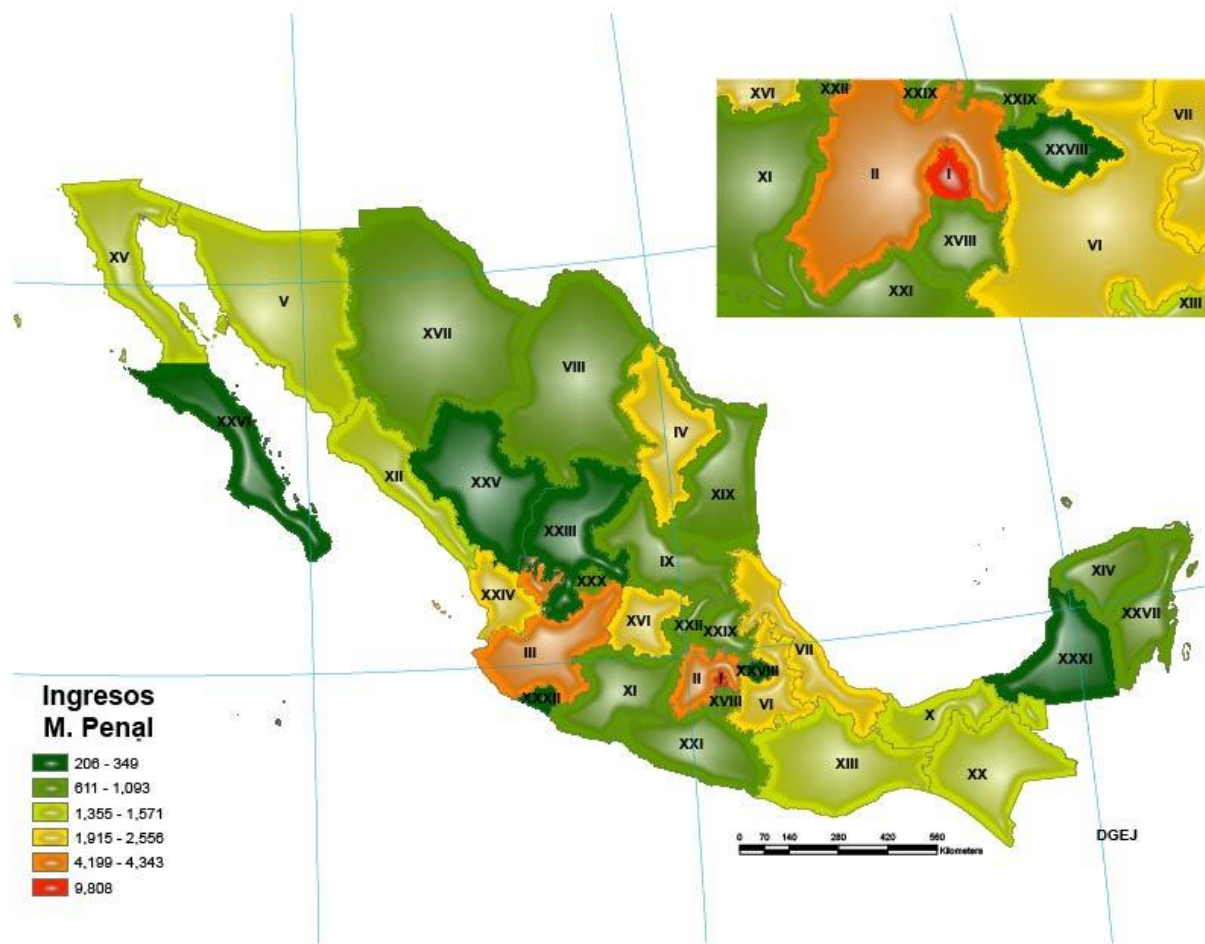 XVI
XXII
XXIX
XXIX
VII
XXVIII
XI
II
I
VI
XVIII
XXI
XIII
XV
V
XVII
VIII
XXVI
IV
XII
XXV
XIX
XXIII
IX
XXX
XXIV
XVI
XXII
XXIX
XIV
XXVII
III
VII
II
I
XXVIII
XXXI
XXXII
XI
XVIII
VI
X
XXI
XIII
XX
Ingresos
M. Penal
206 - 349
611 - 1,093
1,355 - 1,571
1,915 - 2,556
4,199 - 4,343
9,808
0 70 140 280 420 560
Kilometers
DGEJ